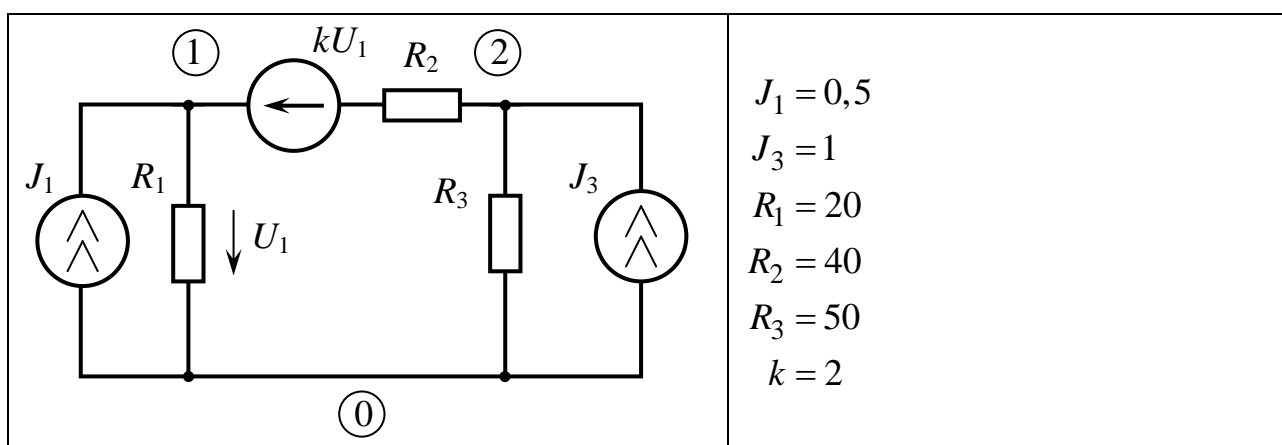 ① kU₁ R₂ ②
J₁ R₁ U₁ R₃ J₃
⓪
J₁ = 0,5
J₃ = 1
R₁ = 20
R₂ = 40
R₃ = 50
k = 2